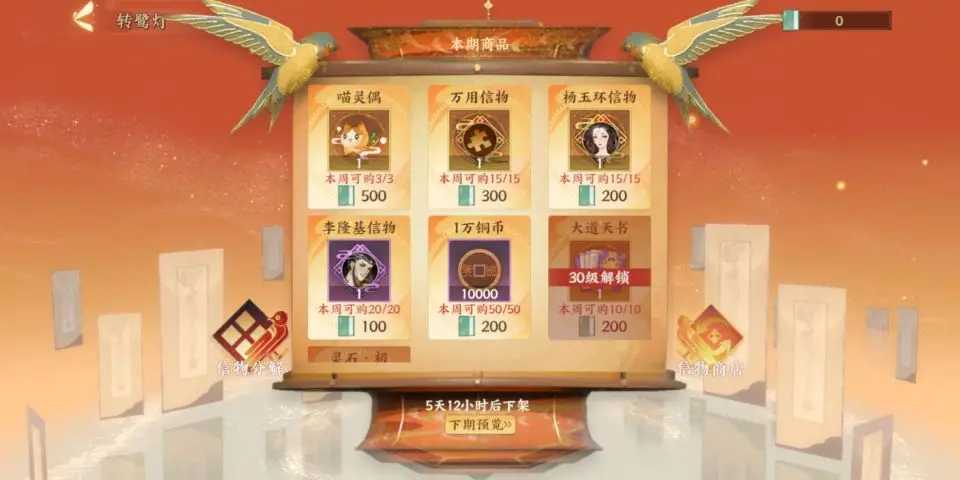 转鹭灯
0
本期商品
喵灵偶
1
本周可购3/3
500
万用信物
1
本周可购15/15
300
杨玉环信物
1
本周可购15/15
200
李隆基信物
1
本周可购20/20
100
1万铜币
10000
本周可购50/50
200
大道天书
30级解锁
1
本周可购10/10
200
灵石·极
信物分解
信物商店
5天12小时后下架
下期预览»